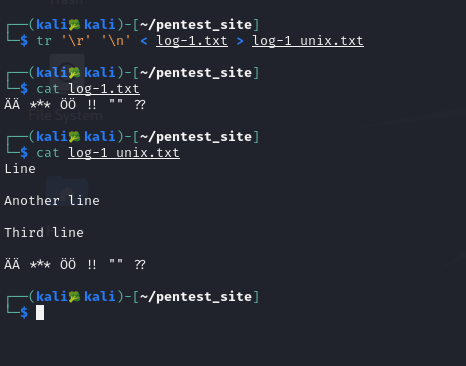 Trash
┌──(kali🐉kali)-[~/pentest_site]
└─$ tr '\r' '\n' < log-1.txt > log-1_unix.txt
┌──(kali🐉kali)-[~/pentest_site]
└─$ cat log-1.txt
ÄÄ *** ÖÖ !! "" ??
File System
┌──(kali🐉kali)-[~/pentest_site]
└─$ cat log-1_unix.txt
Line
Another line
Third line
ÄÄ *** ÖÖ !! "" ??
┌──(kali🐉kali)-[~/pentest_site]
└─$